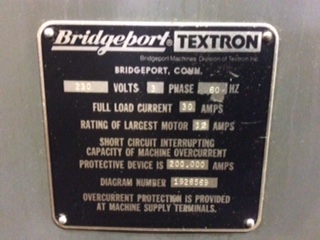 Bridgeport® TEXTRON
Bridgeport Machines Division of Textron Inc.
BRIDGEPORT, CONN.
230 VOLTS 3 PHASE 60 HZ
FULL LOAD CURRENT 30 AMPS
RATING OF LARGEST MOTOR 12 AMPS
SHORT CIRCUIT INTERRUPTING
CAPACITY OF MACHINE OVERCURRENT
PROTECTIVE DEVICE IS 200,000 AMPS
DIAGRAM NUMBER
OVERCURRENT PROTECTION IS PROVIDED
AT MACHINE SUPPLY TERMINALS.